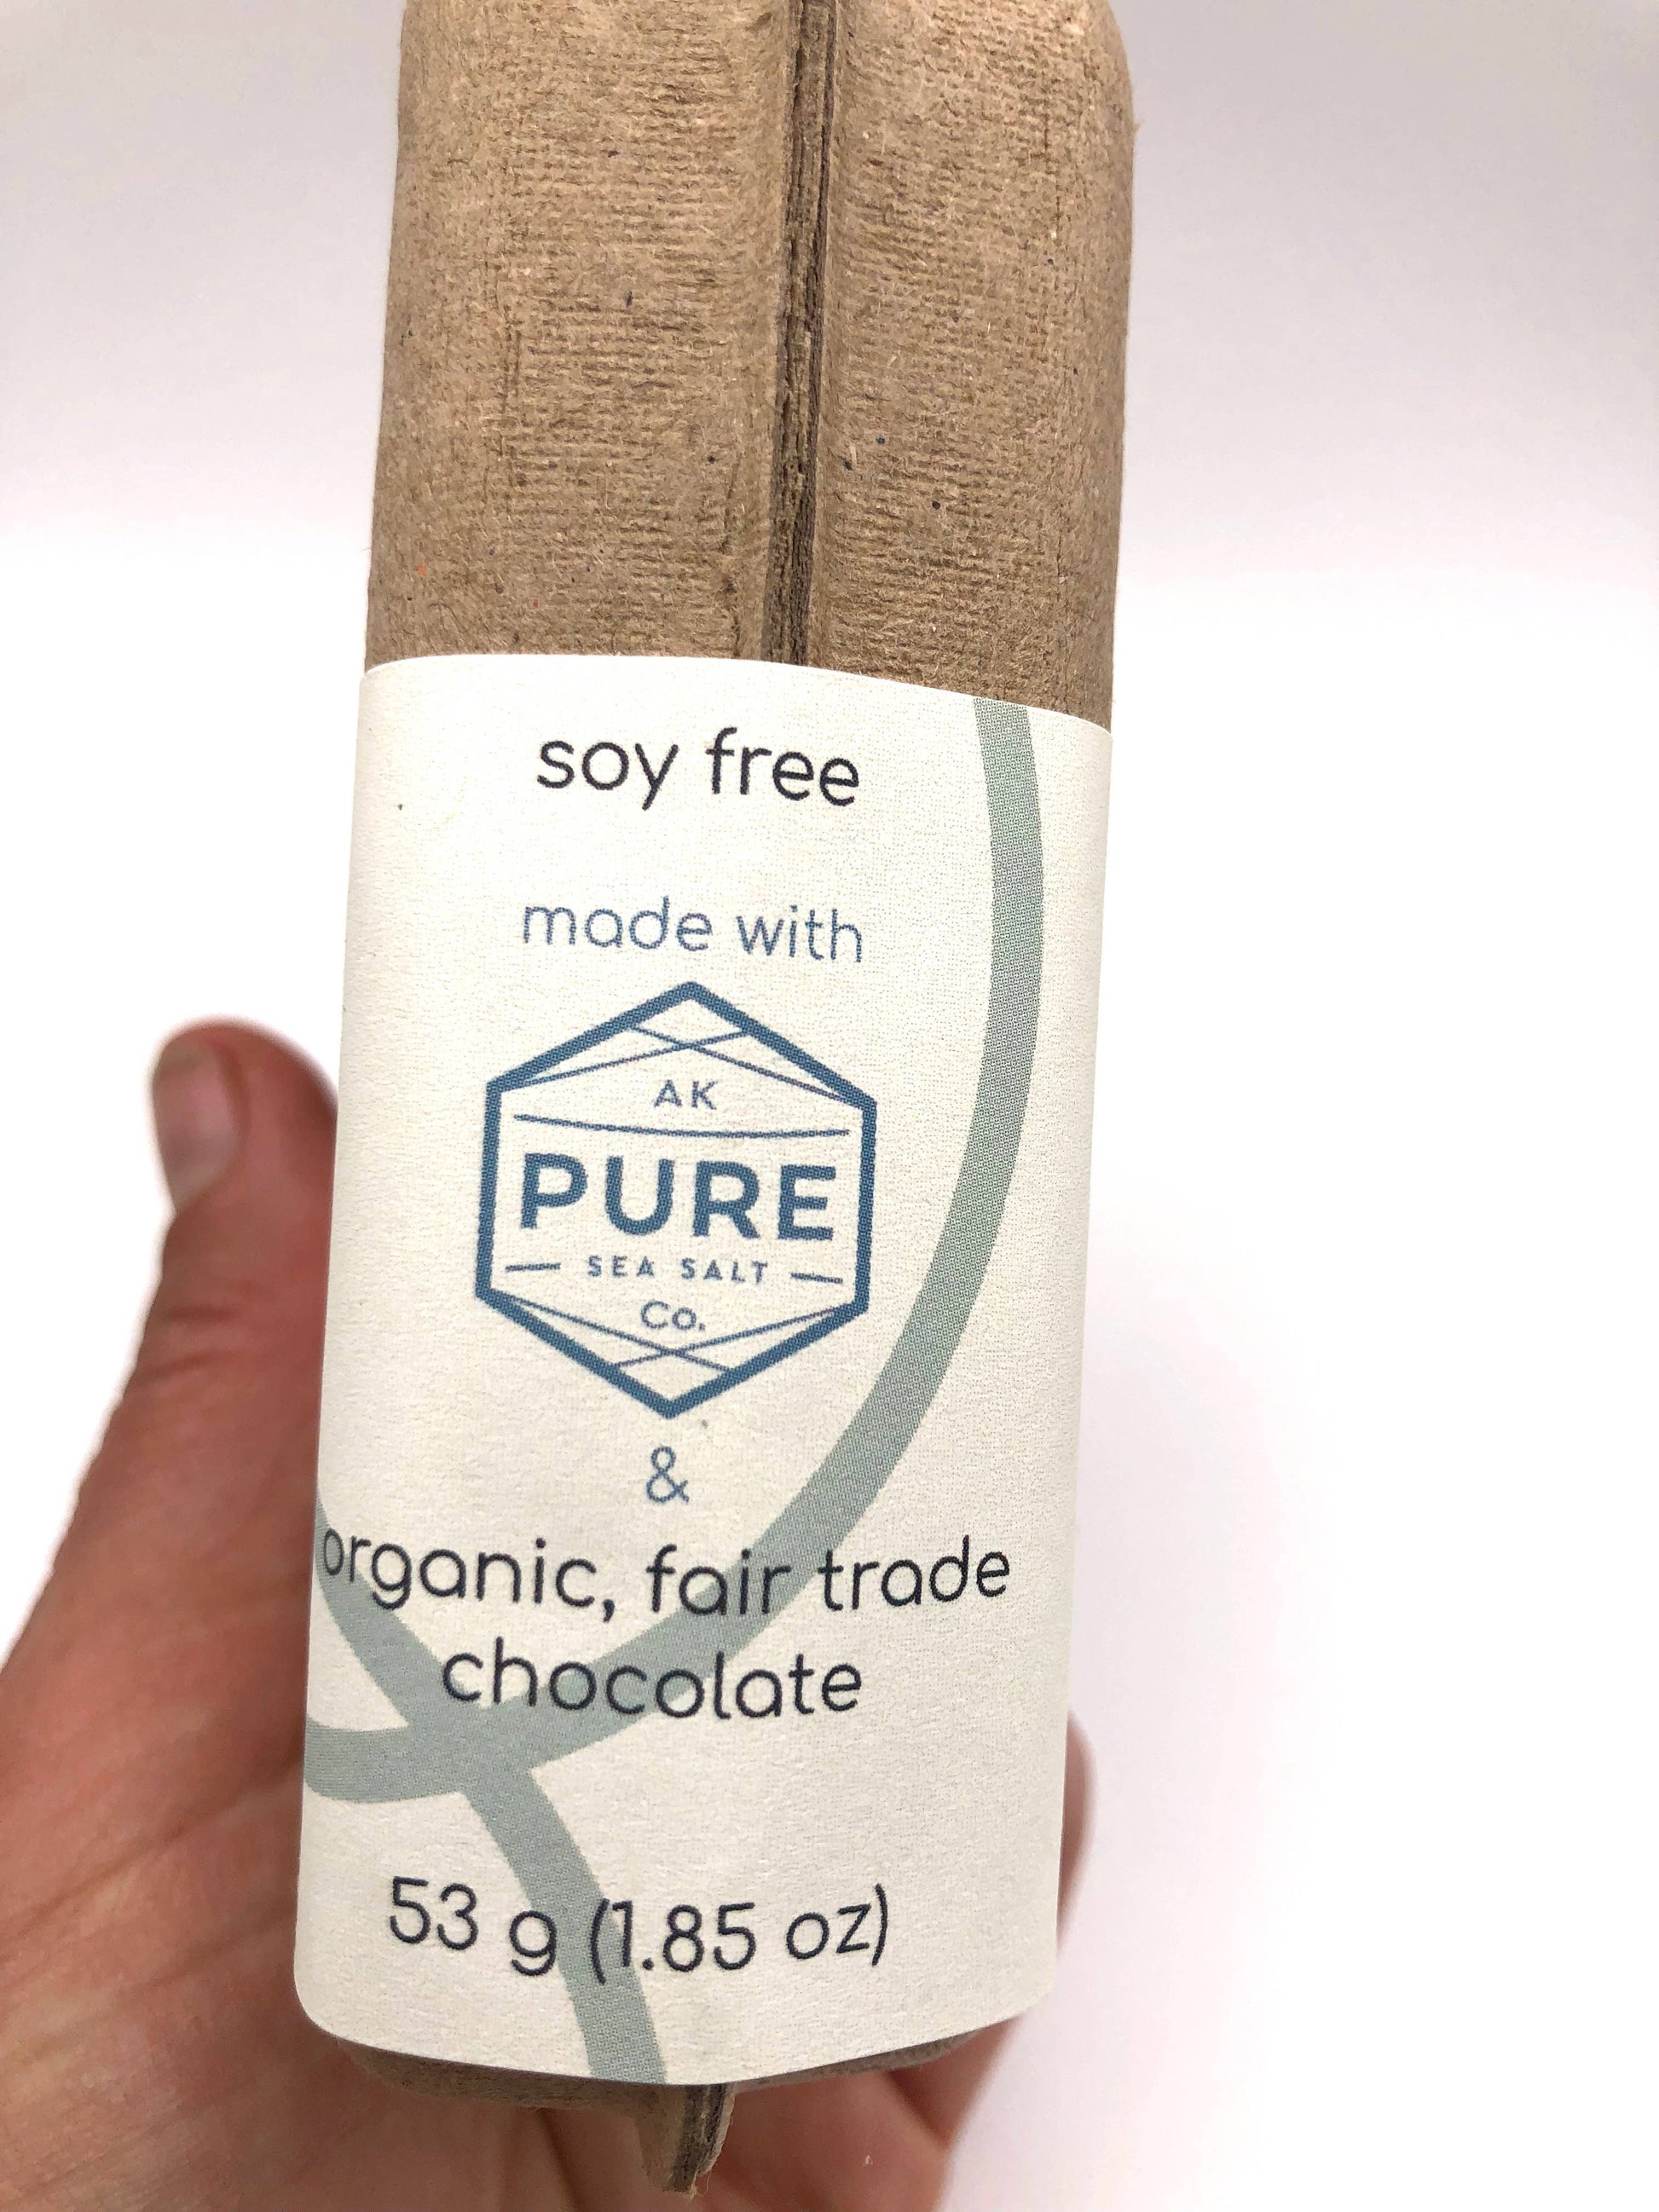 soy free
made with
AK
PURE
SEA SALT
Co.
&
organic, fair trade
chocolate
53 g (1.85 oz)